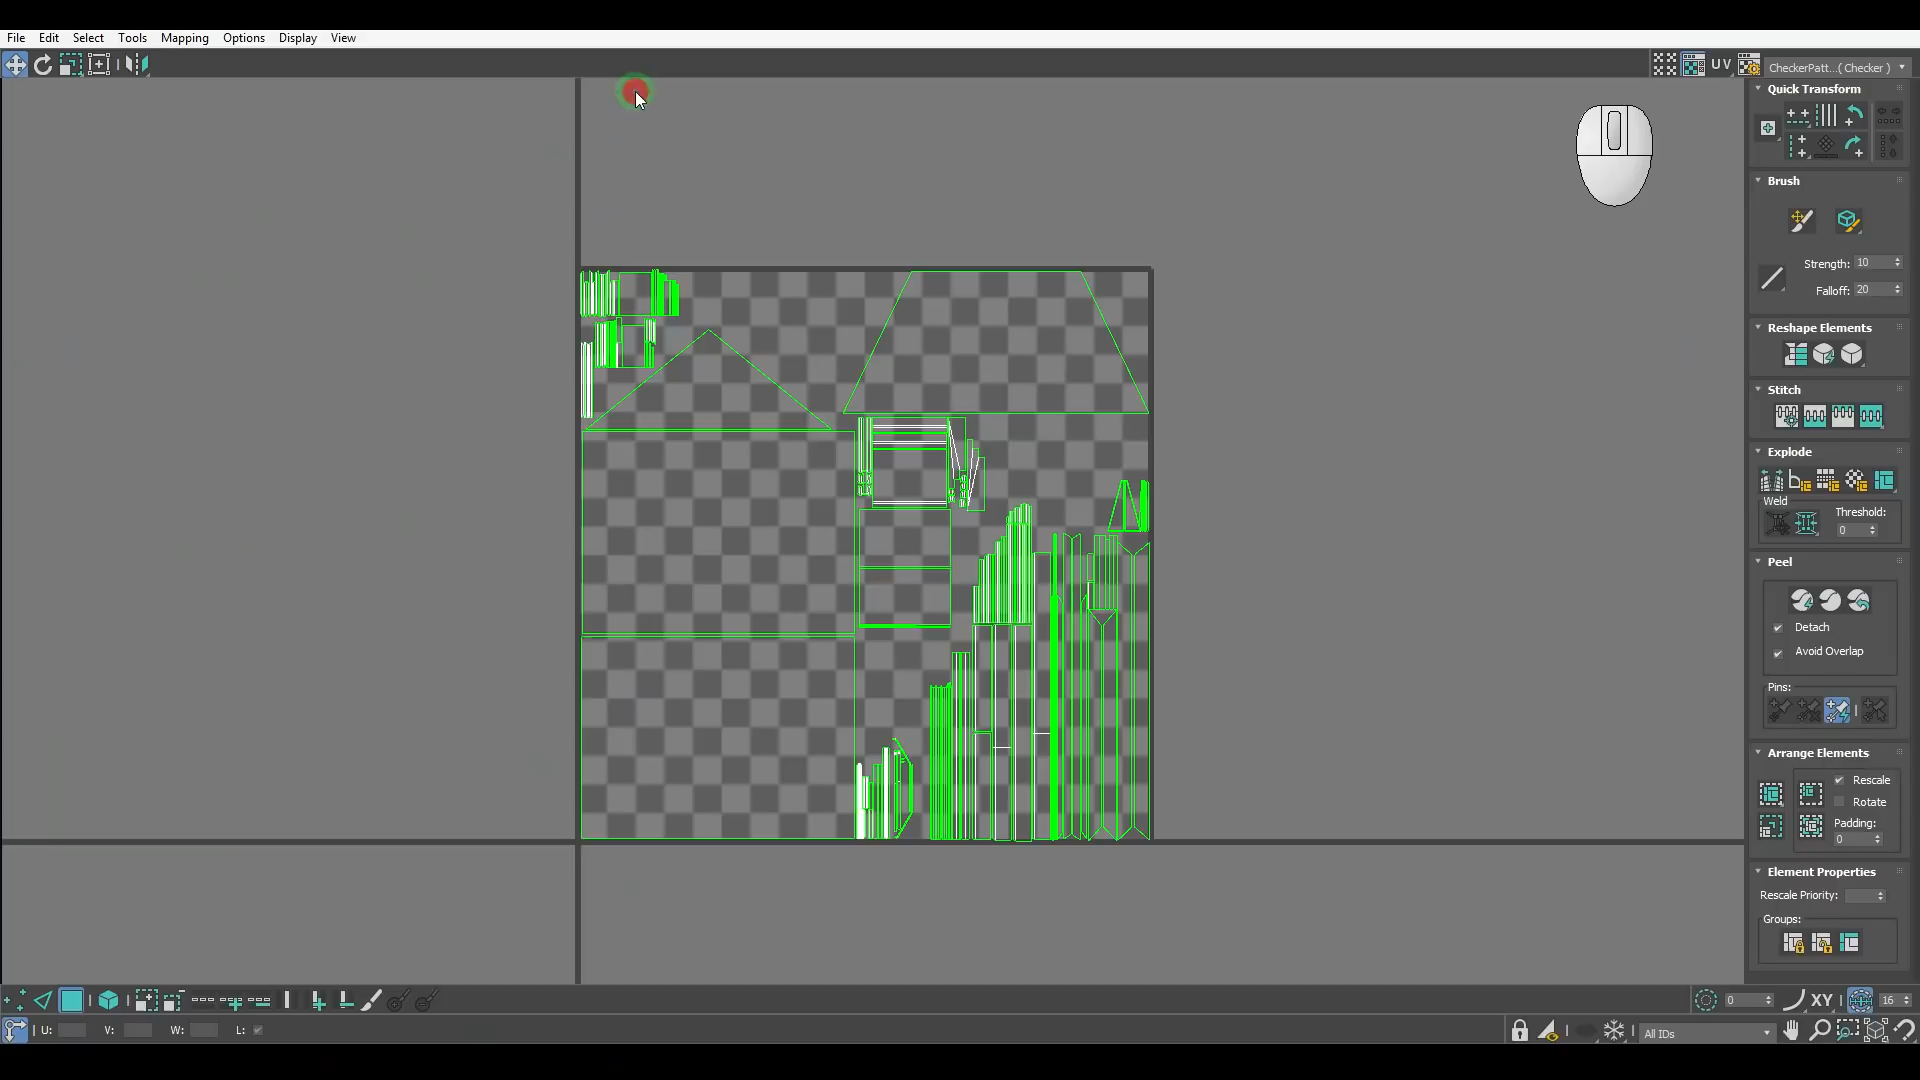 File Edit Select Tools Mapping Options Display View
UV CheckerPatt...( Checker )
Quick Transform
Brush
Strength: 10
Falloff: 20
Reshape Elements
Stitch
Explode
Weld
Threshold:
0
Peel
Detach
Avoid Overlap
Pins:
Arrange Elements
Rescale
Rotate
Padding:
0
Element Properties
Rescale Priority:
Groups:
0 XY 16
U: V: W: L: All IDs